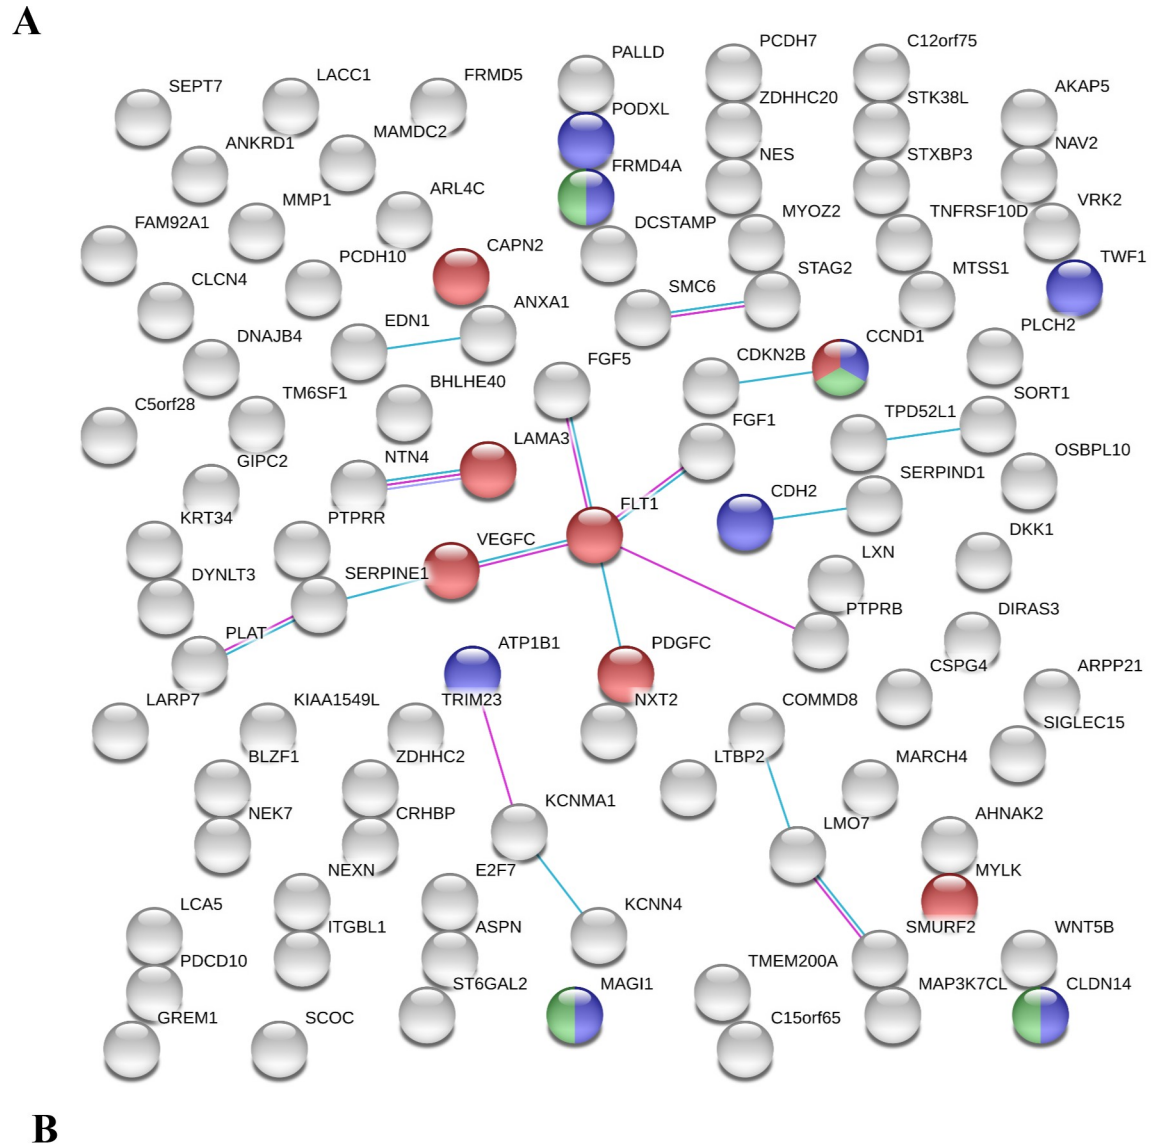 A
PALLD
PCDH7
C12orf75
SEPT7
LACC1
FRMD5
AKAP5
PODXL
ZDHHC20
STK38L
ANKRD1
MAMDC2
NAV2
FRMD4A
NES
STXBP3
MMP1
ARL4C
VRK2
FAM92A1
DCSTAMP
MYOZ2
TNFRSF10D
PCDH10
CAPN2
TWF1
CLCN4
STAG2
MTSS1
SMC6
EDN1
ANXA1
DNAJB4
PLCH2
FGF5
CDKN2B
CCND1
C5orf28
TM6SF1
BHLHE40
SORT1
FGF1
TPD52L1
GIPC2
NTN4
LAMA3
OSBPL10
SERPIND1
FLT1
CDH2
KRT34
PTPRR
DKK1
VEGFC
LXN
DYNLT3
SERPINE1
PTPRB
DIRAS3
PLAT
ATP1B1
PDGFC
CSPG4
ARPP21
LARP7
KIAA1549L
TRIM23
NXT2
COMMD8
SIGLEC15
BLZF1
ZDHHC2
LTBP2
MARCH4
NEK7
CRHBP
KCNMA1
LMO7
AHNAK2
NEXN
E2F7
MYLK
LCA5
ITGBL1
ASPN
KCNN4
SMURF2
WNT5B
PDCD10
ST6GAL2
MAGI1
TMEM200A
MAP3K7CL
CLDN14
GREM1
SCOC
C15orf65
B